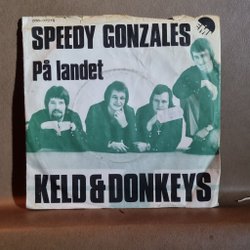 SPEEDY GONZALES
På landet
KELD & DONKEYS